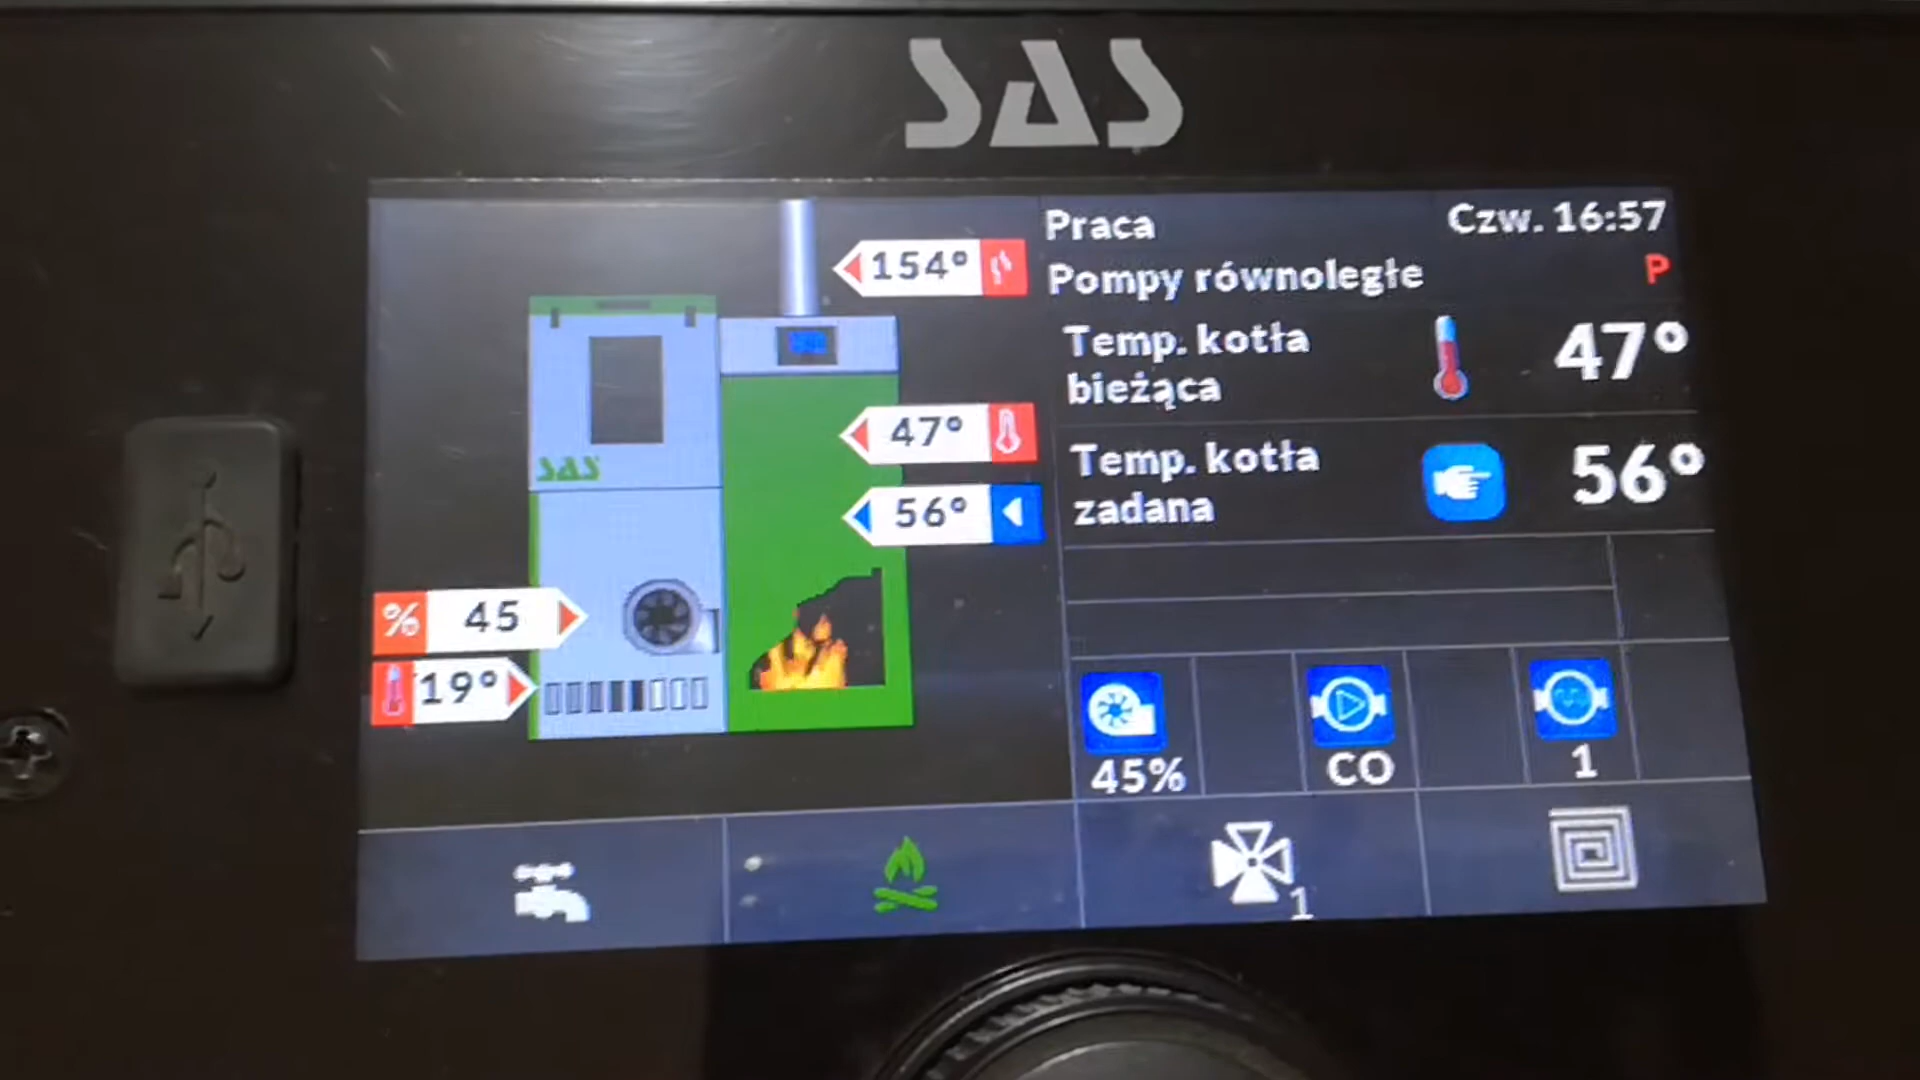 SAS
Praca
Czw. 16:57
Pompy równoległe
P
154°
Temp. kotła
bieżąca
47°
47°
Temp. kotła
zadana
56°
56°
SAS
% 45
19°
45%
CO
1
1